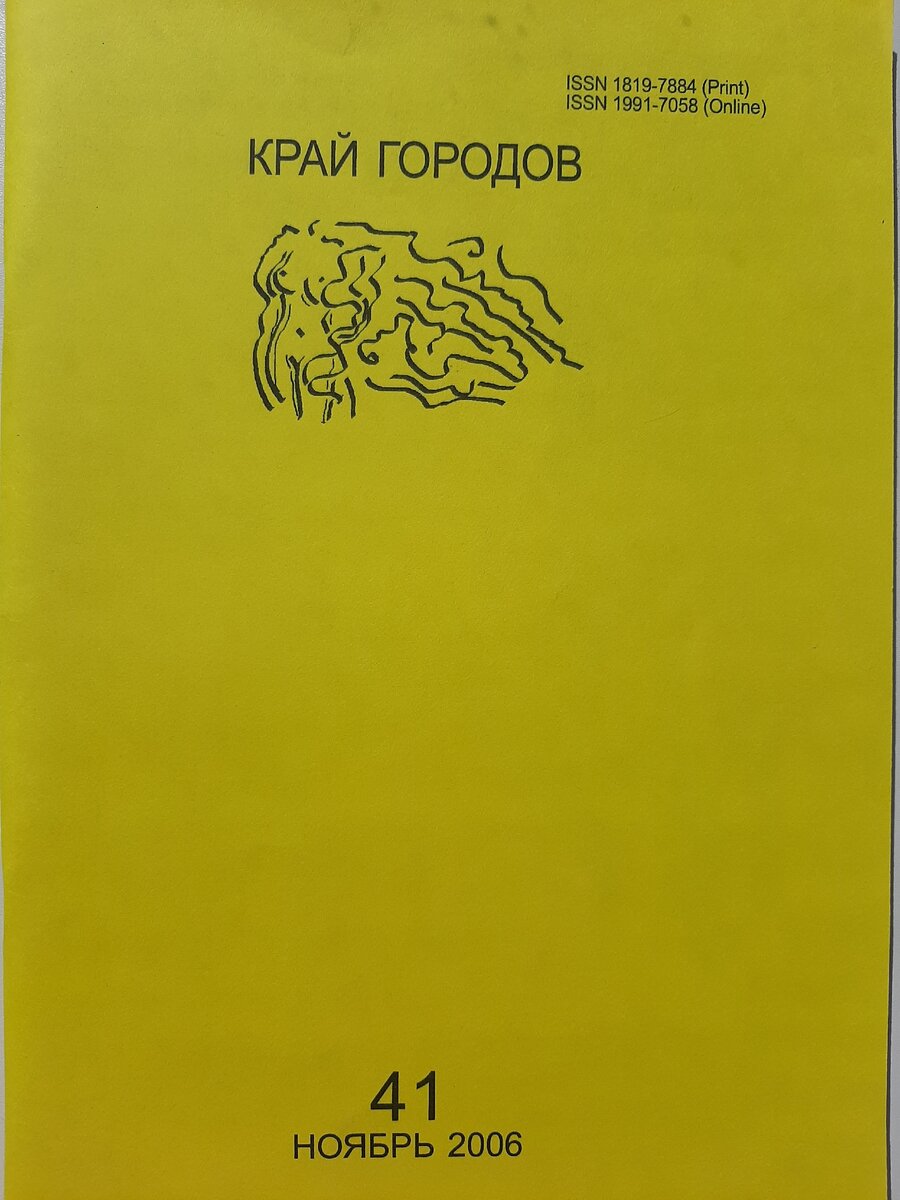 ISSN 1819-7884 (Print)
ISSN 1991-7058 (Online)
КРАЙ ГОРОДОВ
41
НОЯБРЬ 2006